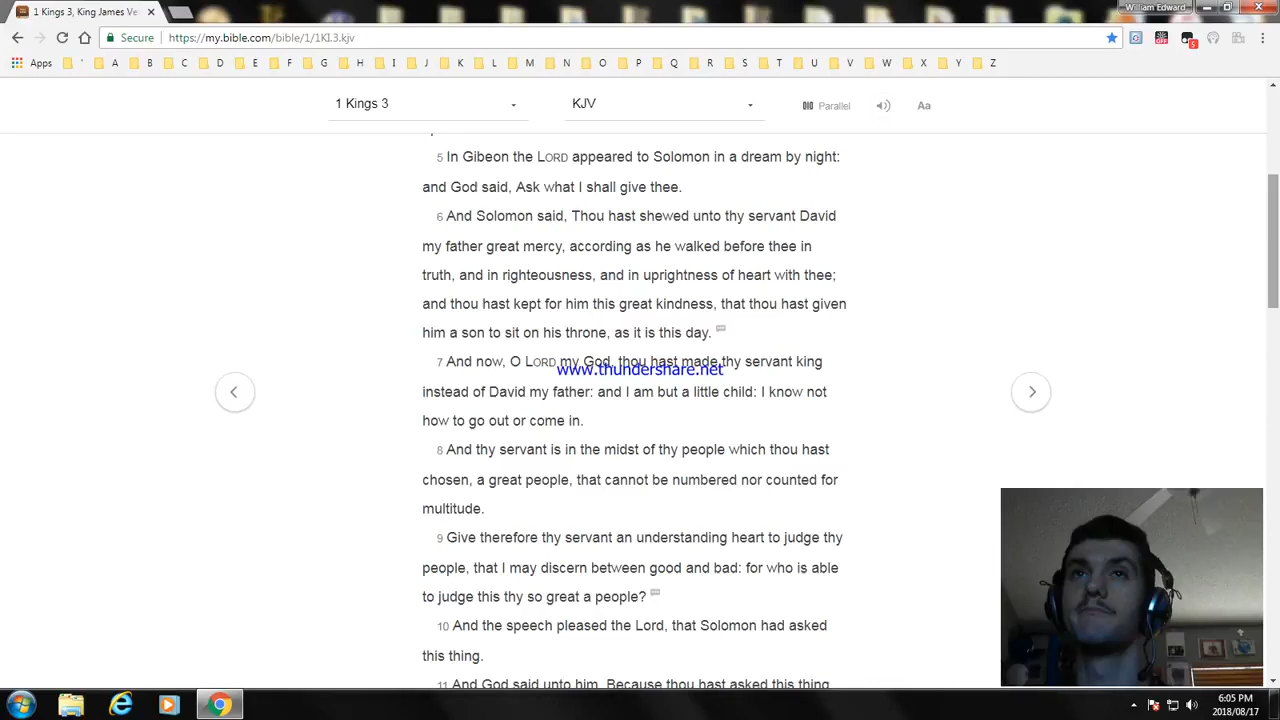 1 Kings 3, King James Ve
William Edward
Secure
https://my.bible.com/bible/1/1KI.3.kjv
OFF
5
Apps
'
A
B
C
D
E
F
G
H
I
J
K
L
M
N
O
P
Q
R
S
T
U
V
W
X
Y
Z
1 Kings 3
KJV
Parallel
Aa
5 In Gibeon the LORD appeared to Solomon in a dream by night:
and God said, Ask what I shall give thee.
6 And Solomon said, Thou hast shewed unto thy servant David
my father great mercy, according as he walked before thee in
truth, and in righteousness, and in uprightness of heart with thee;
and thou hast kept for him this great kindness, that thou hast given
him a son to sit on his throne, as it is this day.
7 And now, O LORD my God, thou hast made thy servant king
www.thundershare.net
instead of David my father: and I am but a little child: I know not
how to go out or come in.
8 And thy servant is in the midst of thy people which thou hast
chosen, a great people, that cannot be numbered nor counted for
multitude.
9 Give therefore thy servant an understanding heart to judge thy
people, that I may discern between good and bad: for who is able
to judge this thy so great a people?
10 And the speech pleased the Lord, that Solomon had asked
this thing.
11 And God said unto him, Because thou hast asked this thing
6:05 PM
2018/08/17